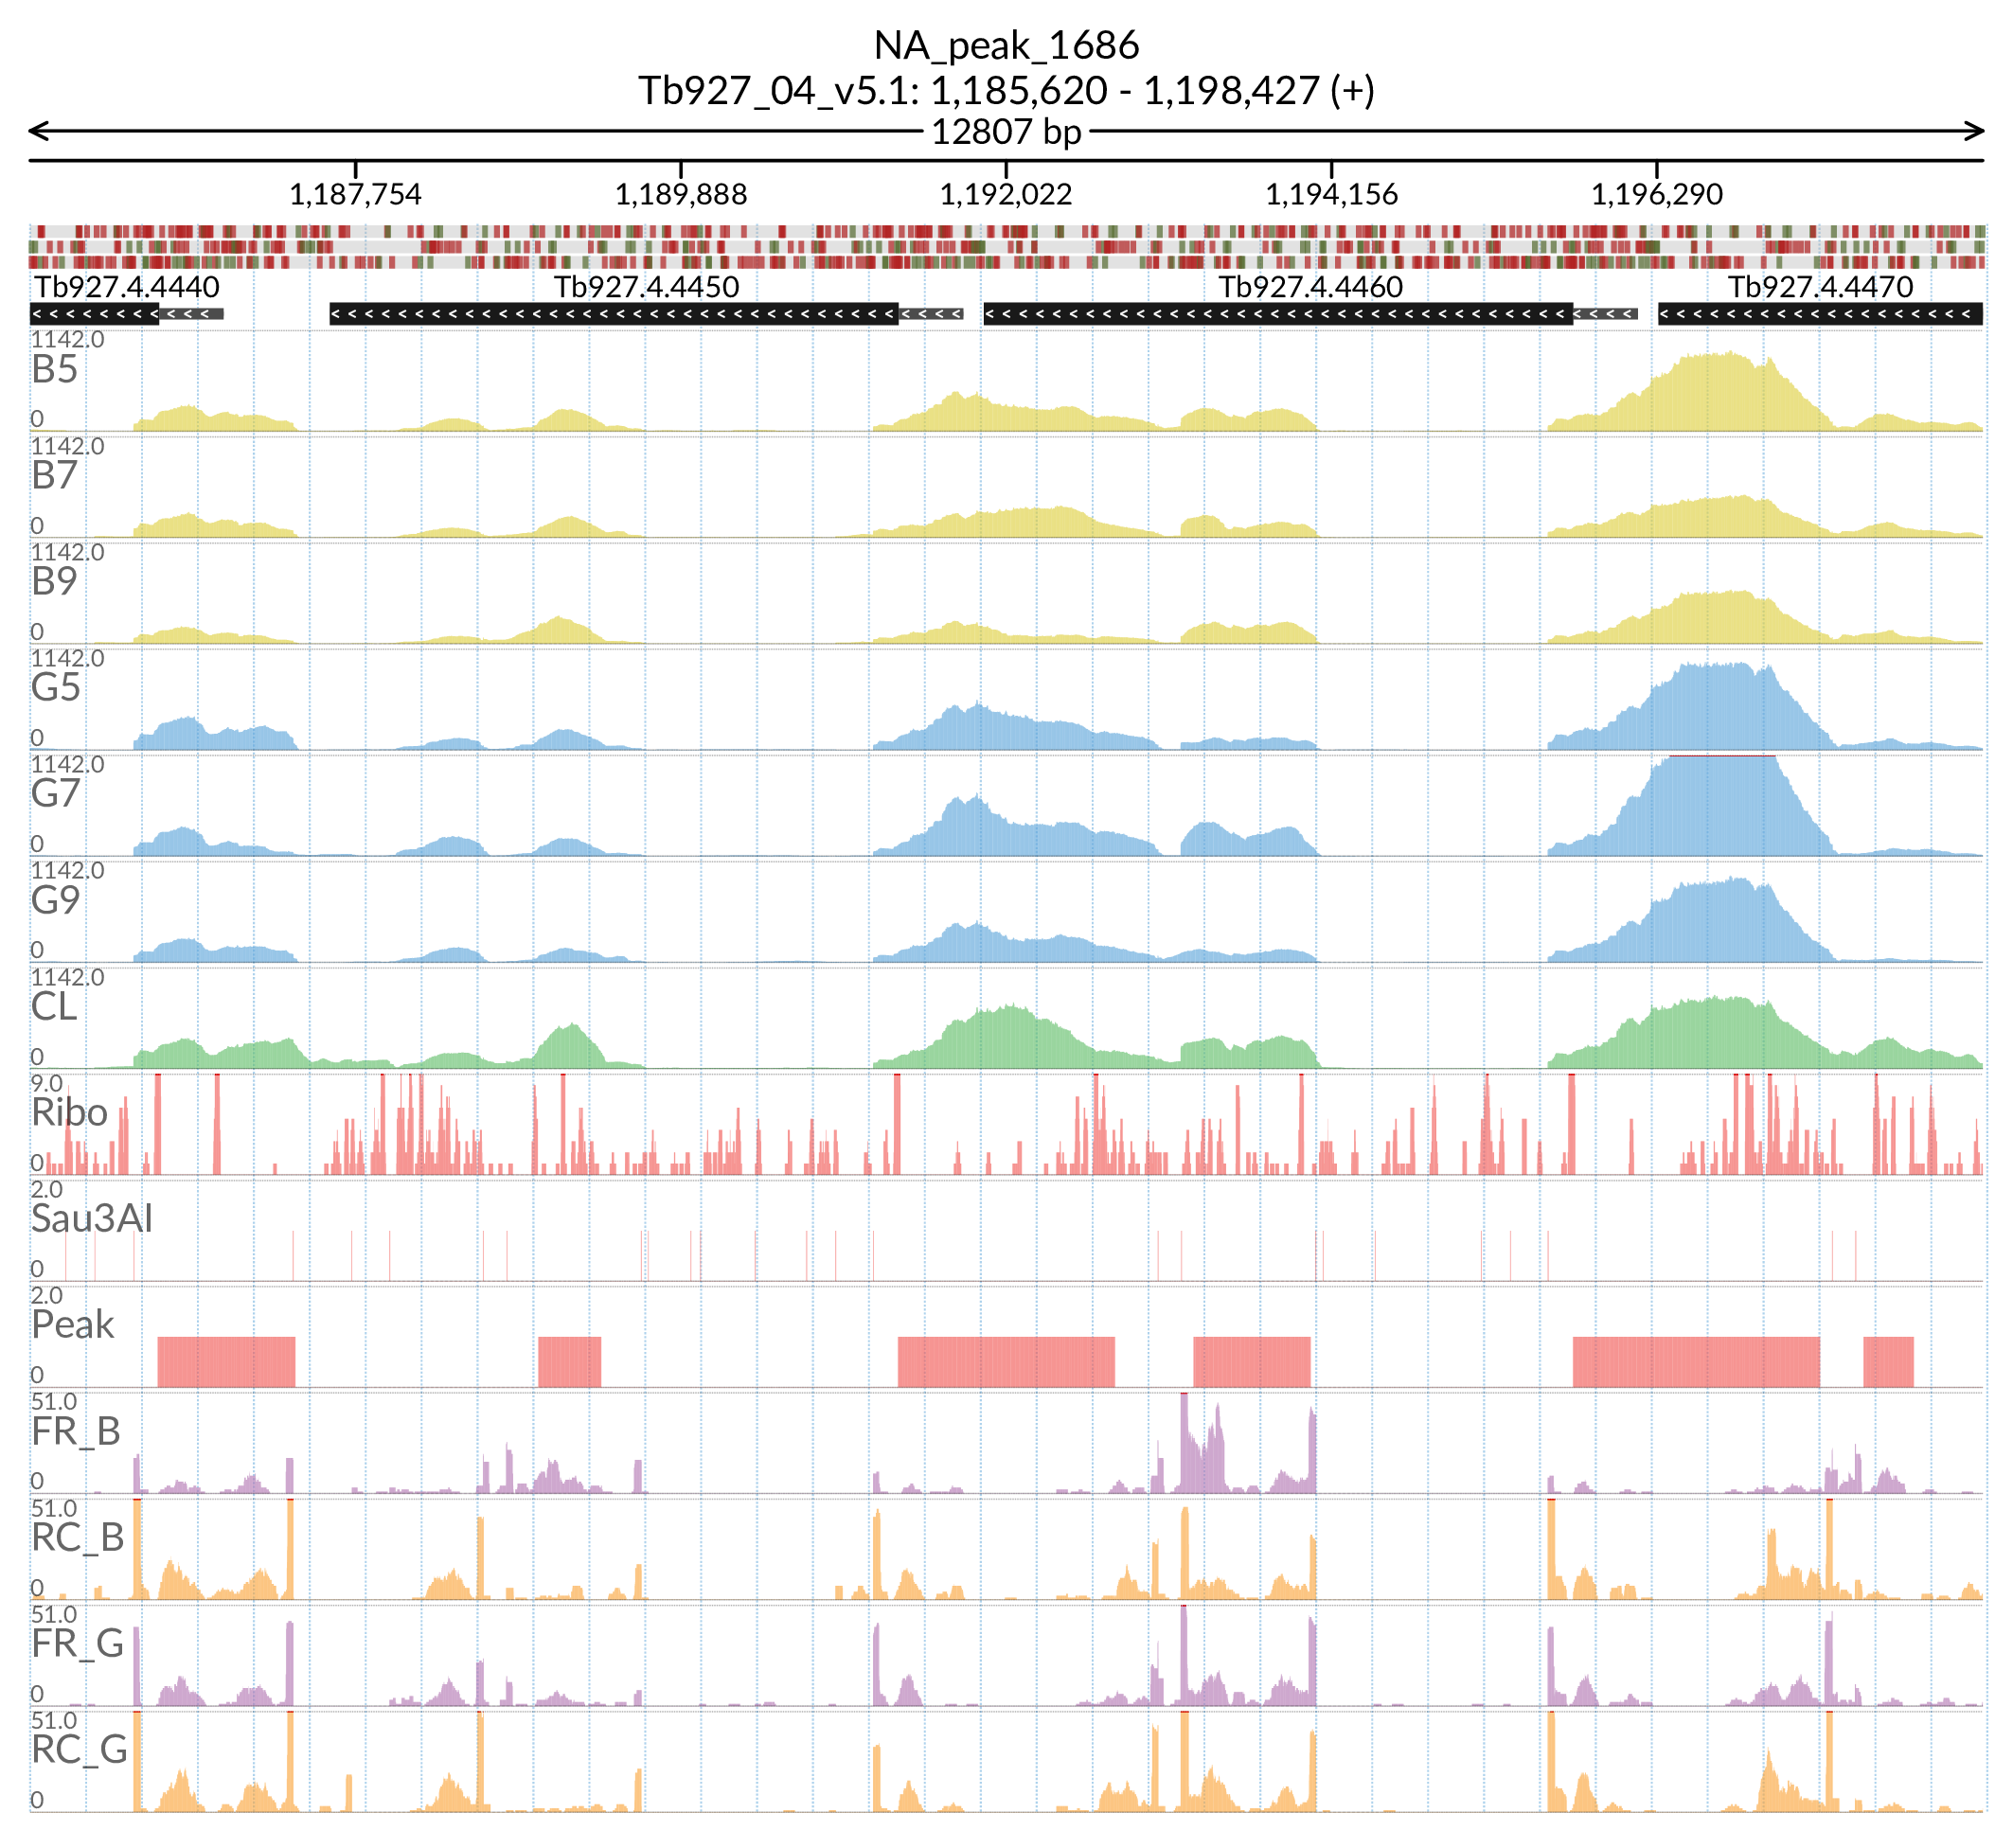 NA_peak_1686
Tb927_04_v5.1: 1,185,620 - 1,198,427 (+)
12807 bp
1,187,754 1,189,888 1,192,022 1,194,156 1,196,290
Tb927.4.4440 Tb927.4.4450 Tb927.4.4460 Tb927.4.4470
1142.0
B5
0
1142.0
B7
0
1142.0
B9
0
1142.0
G5
0
1142.0
G7
0
1142.0
G9
0
1142.0
CL
0
9.0
Ribo
0
2.0
Sau3AI
0
2.0
Peak
0
51.0
FR_B
0
51.0
RC_B
0
51.0
FR_G
0
51.0
RC_G
0